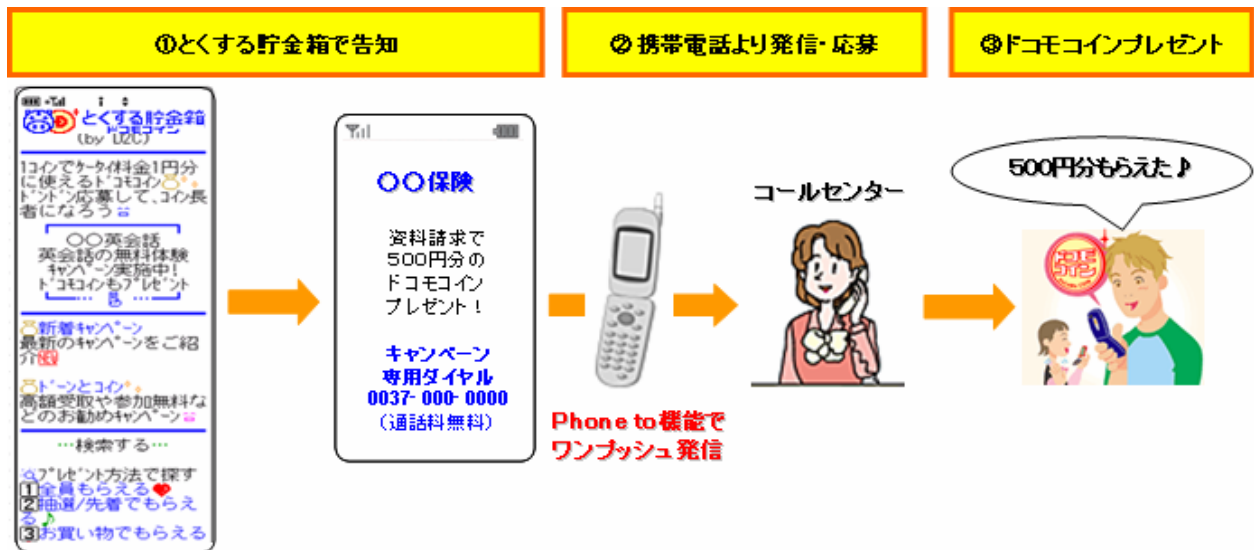 ①とくする貯金箱で告知
②携帯電話より発信・応募
③ドコモコインプレゼント
とくする貯金箱
ドコモコイン
(by D2C)
1コインでケータイ料金1円分
に使えるドコモコイン
ドンドン応募して、コイン長
者になろう
〇〇英会話
英会話の無料体験
キャンペーン実施中!
ドコモコインもプレゼント
新着キャンペーン
最新のキャンペーンをご紹
介
ドーンとコイン
高額受取や参加無料な
どのお勧めキャンペーン
…検索する…
プレゼント方法で探す
1全員もらえる
2抽選/先着でもらえ
る♪
3お買い物でもらえる
〇〇保険
資料請求で
500円分の
ドコモコイン
プレゼント!
キャンペーン
専用ダイヤル
0037-000-0000
(通話料無料)
Phone to機能で
ワンプッシュ発信
コールセンター
500円分もらえた♪
ドコモ
コイン